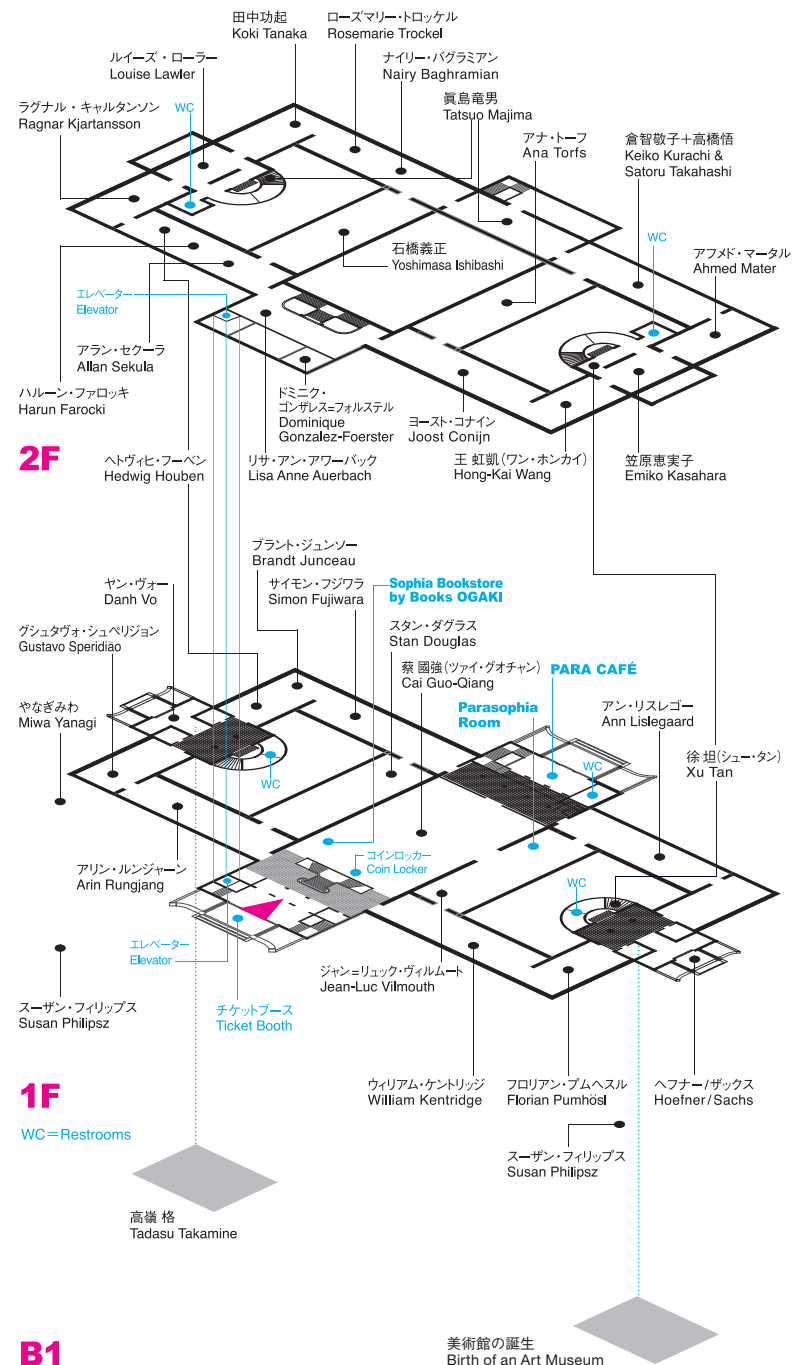 田中功起
Koki Tanaka
ローズマリー・トロッケル
Rosemarie Trockel
ルイーズ・ローラー
Louise Lawler
ナイリー・バグラミアン
Nairy Baghramian
ラグナル・キャルタンソン
Ragnar Kjartansson
WC
眞島竜男
Tatsuo Majima
アナ・トーフ
Ana Torfs
倉智敬子＋高橋悟
Keiko Kurachi &
Satoru Takahashi
石橋義正
Yoshimasa Ishibashi
WC
アフメド・マータル
Ahmed Mater
エレベーター
Elevator
アラン・セクーラ
Allan Sekula
ハルーン・ファロッキ
Harun Farocki
ドミニク・
ゴンザレス=フォルステル
Dominique
Gonzalez-Foerster
ヨースト・コナイン
Joost Conijn
2F
ヘトヴィヒ・フーベン
Hedwig Houben
リサ・アン・アワーバック
Lisa Anne Auerbach
王 虹凱（ワン・ホンカイ）
Hong-Kai Wang
笠原恵実子
Emiko Kasahara
ブラント・ジュンソー
Brandt Junceau
ヤン・ヴォー
Danh Vo
サイモン・フジワラ
Simon Fujiwara
Sophia Bookstore
by Books OGAKI
グシュタヴォ・シュペリジョン
Gustavo Speridião
スタン・ダグラス
Stan Douglas
蔡 國強（ツァイ・グオチャン）
Cai Guo-Qiang
PARA CAFÉ
やなぎみわ
Miwa Yanagi
Parasophia
Room
アン・リスレゴー
Ann Lislegaard
徐 坦（シュー・タン）
Xu Tan
WC
WC
アリン・ルンジャーン
Arin Rungjang
コインロッカー
Coin Locker
WC
エレベーター
Elevator
ジャン=リュック・ヴィルムート
Jean-Luc Vilmouth
スーザン・フィリップス
Susan Philipsz
チケットブース
Ticket Booth
1F
ウィリアム・ケントリッジ
William Kentridge
フロリアン・プムヘスル
Florian Pumhösl
ヘフナー/ザックス
Hoefner/Sachs
WC=Restrooms
スーザン・フィリップス
Susan Philipsz
高嶺 格
Tadasu Takamine
B1
美術館の誕生
Birth of an Art Museum